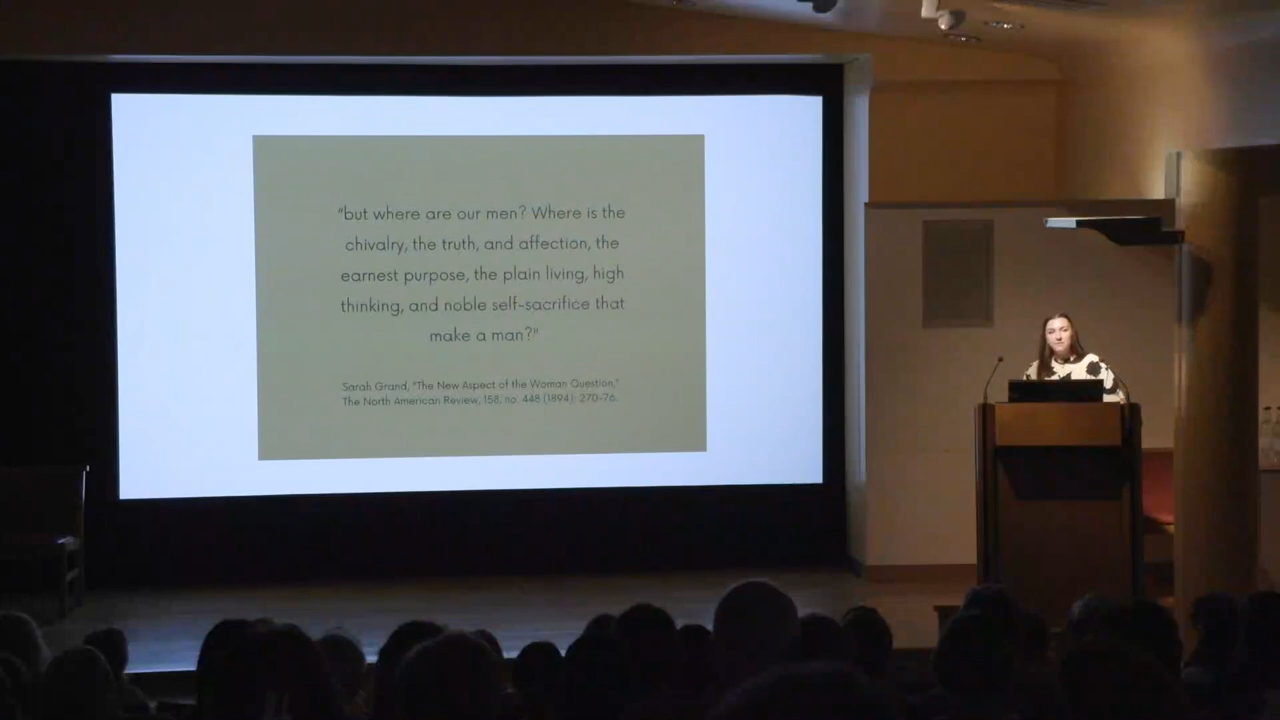 "but where are our men? Where is the
chivalry, the truth, and affection, the
earnest purpose, the plain living, high
thinking, and noble self-sacrifice that
make a man?"
Sarah Grand, "The New Aspect of the Woman Question,"
The North American Review, 158, no. 448 (1894): 270-76.